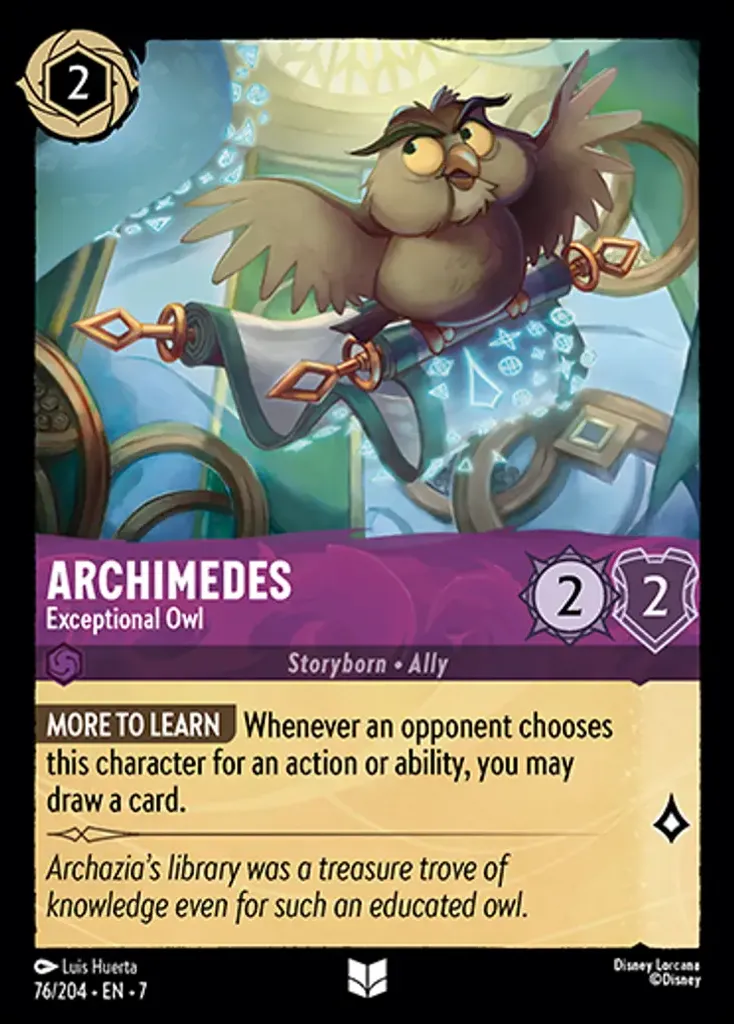 2
ARCHIMEDES
Exceptional Owl
2 2
Storyborn • Ally
MORE TO LEARN Whenever an opponent chooses
this character for an action or ability, you may
draw a card.
Archazia's library was a treasure trove of
knowledge even for such an educated owl.
Luis Huerta
76/204 • EN • 7
Disney Lorcana
©Disney